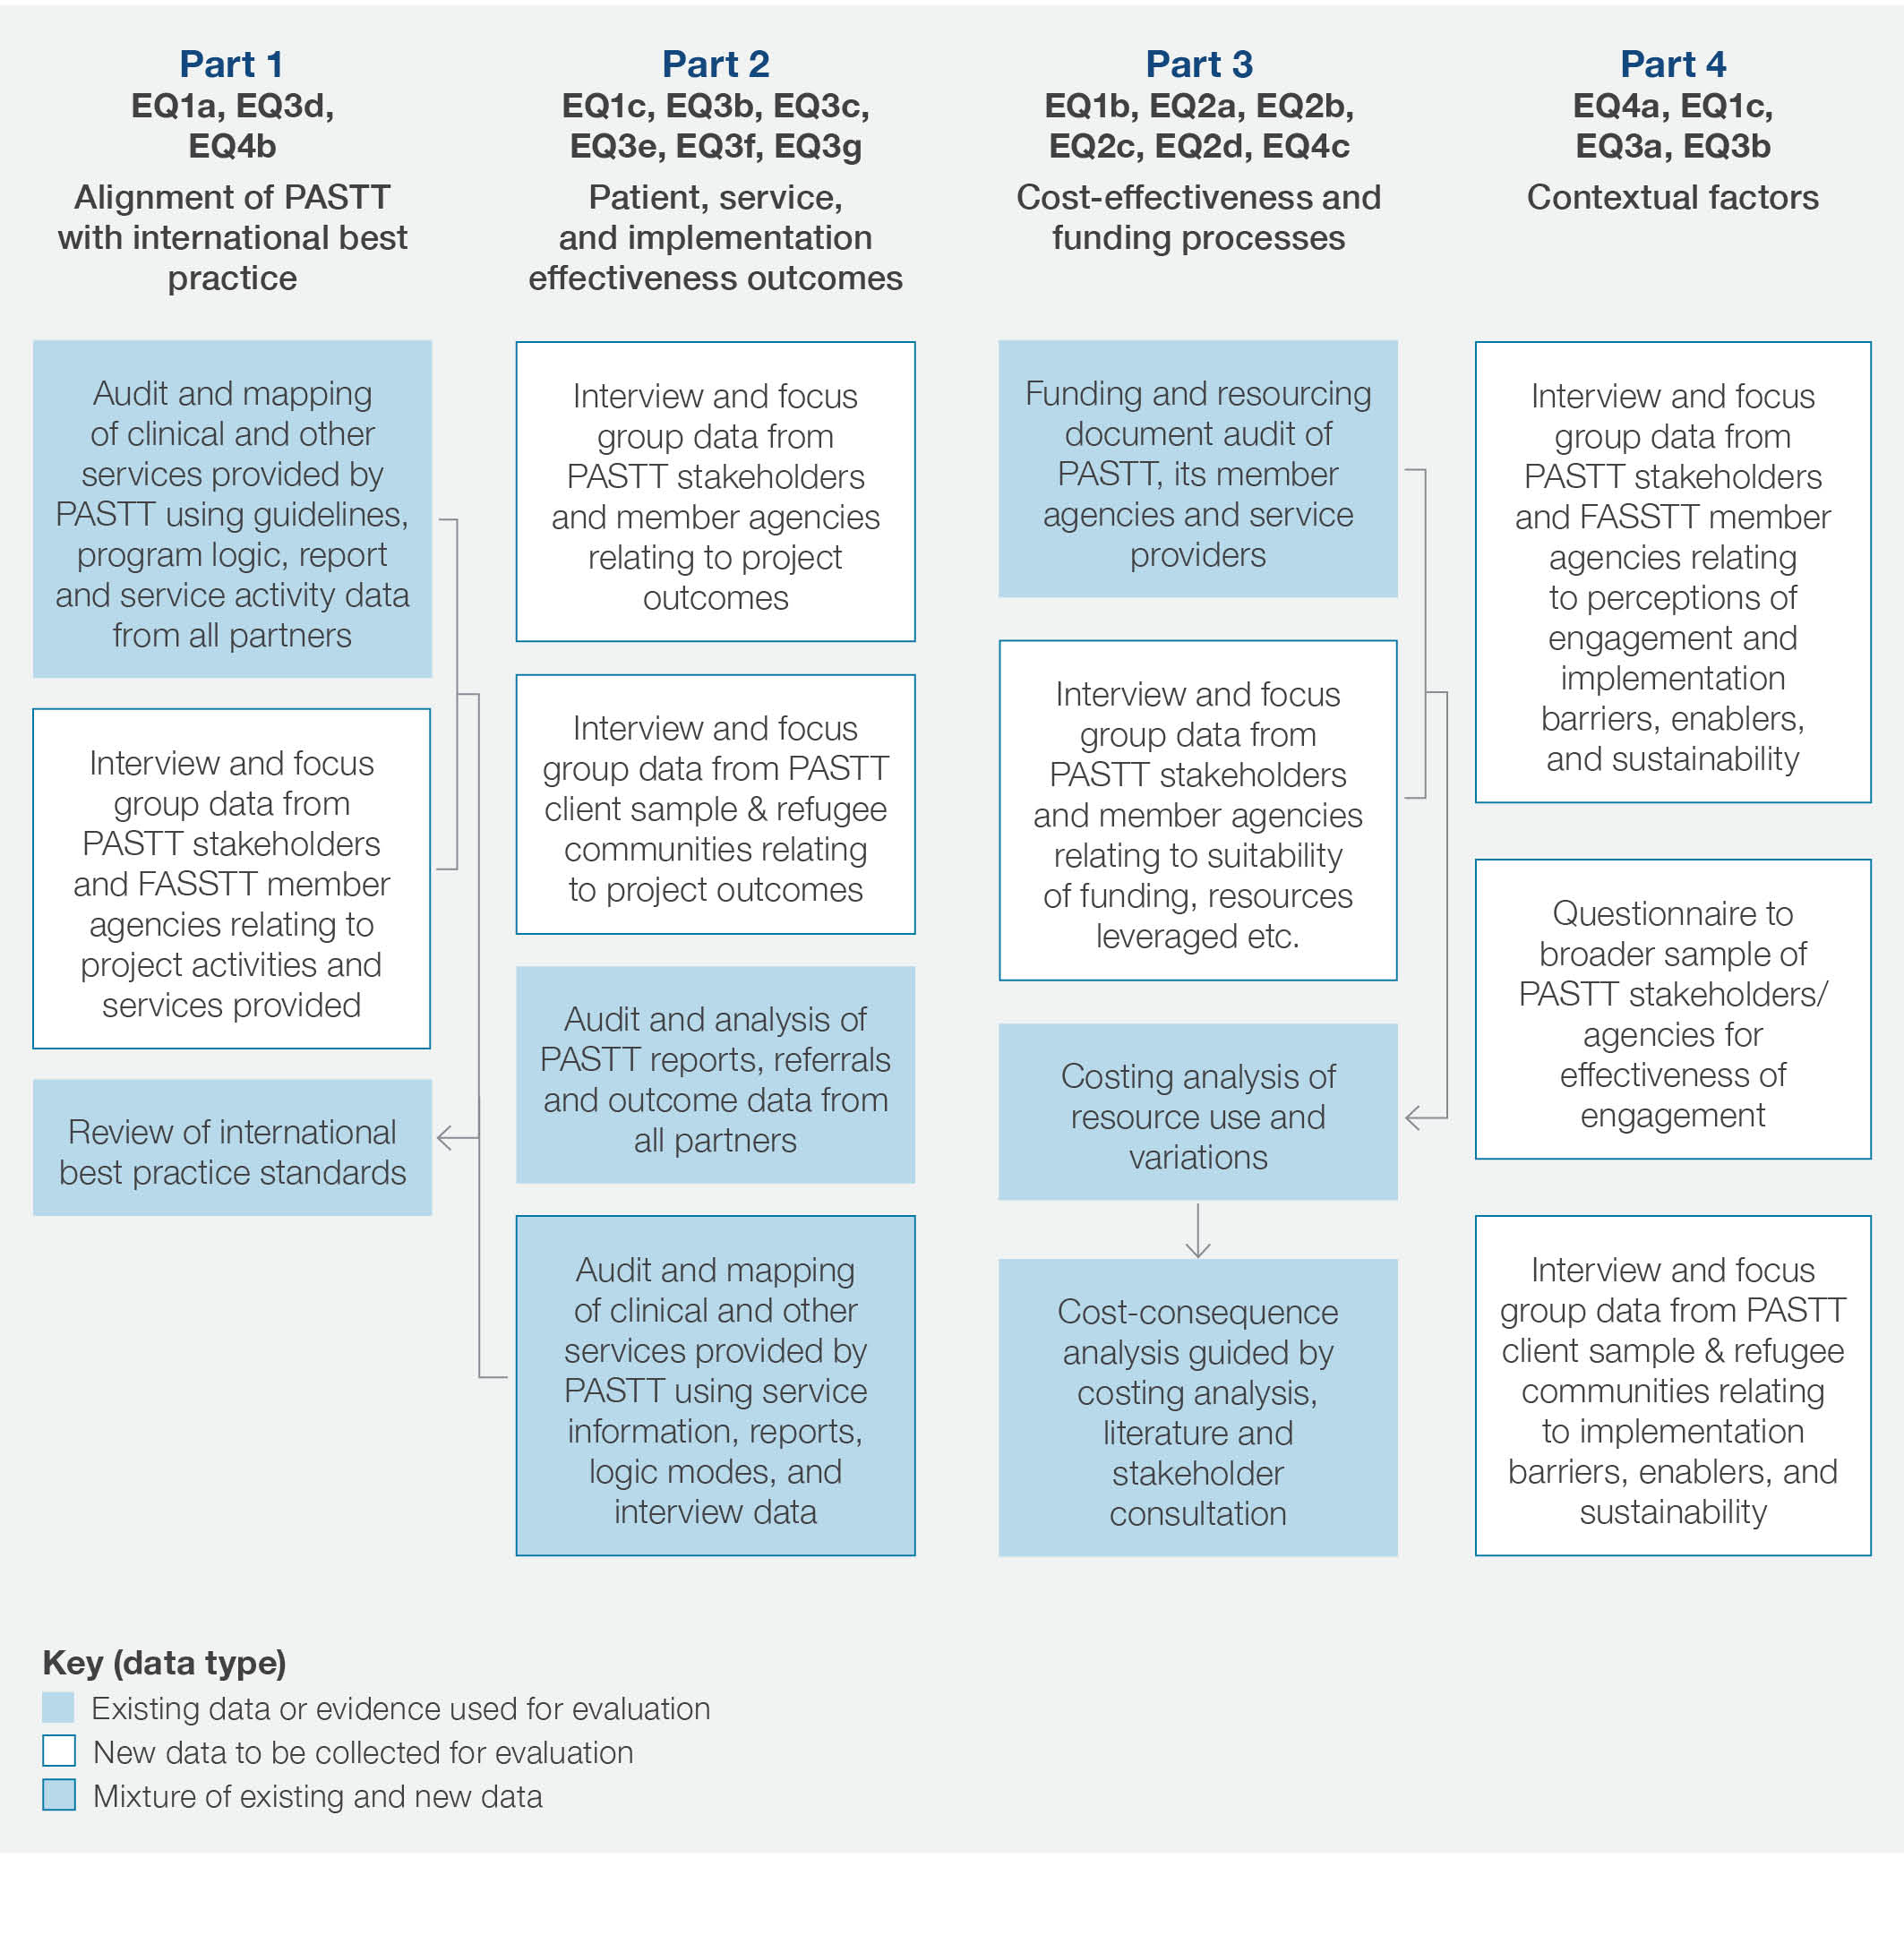 Part 1
EQ1a, EQ3d,
EQ4b
Alignment of PASTT
with international best
practice
Audit and mapping
of clinical and other
services provided by
PASTT using guidelines,
program logic, report
and service activity data
from all partners
Interview and focus
group data from
PASTT stakeholders
and FASSTT member
agencies relating to
project activities and
services provided
Review of international
best practice standards
Part 2
EQ1c, EQ3b, EQ3c,
EQ3e, EQ3f, EQ3g
Patient, service,
and implementation
effectiveness outcomes
Interview and focus
group data from
PASTT stakeholders
and member agencies
relating to project
outcomes
Interview and focus
group data from PASTT
client sample & refugee
communities relating
to project outcomes
Audit and analysis of
PASTT reports, referrals
and outcome data from
all partners
Audit and mapping
of clinical and other
services provided by
PASTT using service
information, reports,
logic modes, and
interview data
Part 3
EQ1b, EQ2a, EQ2b,
EQ2c, EQ2d, EQ4c
Cost-effectiveness and
funding processes
Funding and resourcing
document audit of
PASTT, its member
agencies and service
providers
Interview and focus
group data from
PASTT stakeholders
and member agencies
relating to suitability
of funding, resources
leveraged etc.
Costing analysis of
resource use and
variations
Cost-consequence
analysis guided by
costing analysis,
literature and
stakeholder
consultation
Part 4
EQ4a, EQ1c,
EQ3a, EQ3b
Contextual factors
Interview and focus
group data from
PASTT stakeholders
and FASSTT member
agencies relating
to perceptions of
engagement and
implementation
barriers, enablers,
and sustainability
Questionnaire to
broader sample of
PASTT stakeholders/
agencies for
effectiveness of
engagement
Interview and focus
group data from PASTT
client sample & refugee
communities relating
to implementation
barriers, enablers, and
sustainability
Key (data type)
Existing data or evidence used for evaluation
New data to be collected for evaluation
Mixture of existing and new data